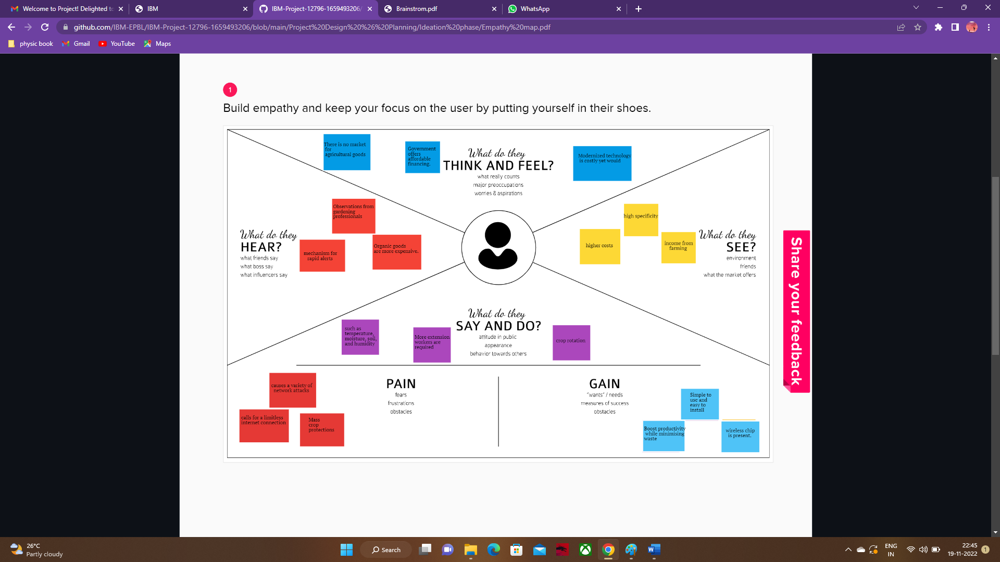 Welcome to Project! Delighted to
IBM
IBM-Project-12796-1659493206/
Brainstrom.pdf
WhatsApp
github.com/IBM-EPBL/IBM-Project-12796-1659493206/blob/main/Project%20Design%20%26%20Planning/Ideation%20phase/Empathy%20map.pdf
physic book
Gmail
YouTube
Maps
1
Build empathy and keep your focus on the user by putting yourself in their shoes.
There is no market
for
agricultural goods
Government
offers
affordable
financing.
What do they
THINK AND FEEL?
what really counts
major preoccupations
worries & aspirations
Modernized technology
is costly yet would
Observations from
gardening
professionals
What do they
HEAR?
what friends say
what boss say
what influencers say
mechanism for
rapid alerts
Organic goods
are more expensive.
high specificity
higher costs
income from
farming
What do they
SEE?
environment
friends
what the market offers
Share your feedback
What do they
SAY AND DO?
attitude in public
appearance
behavior towards others
such as
temperature,
moisture, soil,
and humidity
More extension
workers are
required
crop rotation
PAIN
fears
frustrations
obstacles
causes a variety of
network attacks
calls for a limitless
internet connection
Mass
crop
protections
GAIN
"wants" / needs
measures of success
obstacles
Simple to
use and
easy to
install
Boost productivity
while minimising
waste
wireless chip
is present.
26°C
Partly cloudy
Search
ENG
IN
22:45
19-11-2022
1